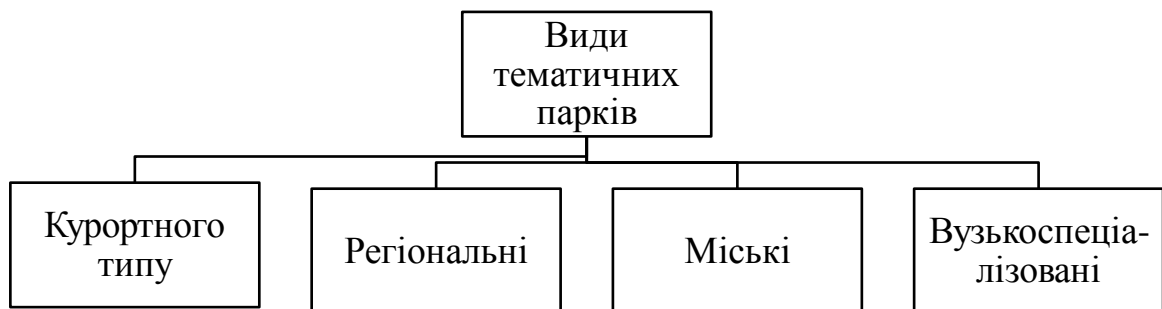 Види
тематичних
парків
Курортного
типу
Регіональні
Міські
Вузькоспеціа-
лізовані